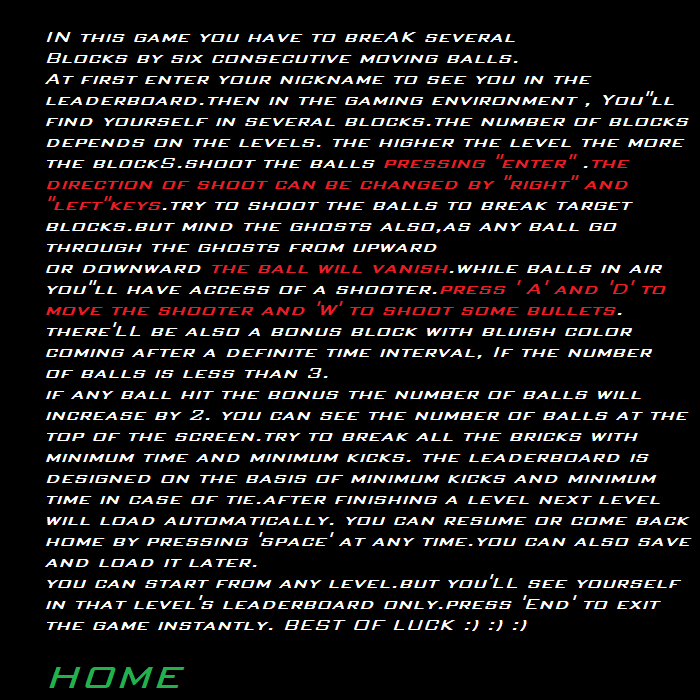 IN this game you have to breAK several
Blocks by six consecutive moving balls.
At first enter your nickname to see you in the
leaderboard.then in the gaming environment , You"ll
find yourself in several blocks.the number of blocks
depends on the levels. the higher the level the more
the blockS.shoot the balls pressing "enter" .the
direction of shoot can be changed by "right" and
"left"keys.try to shoot the balls to break target
blocks.but mind the ghosts also,as any ball go
through the ghosts from upward
or downward the ball will vanish.while balls in air
you"ll have access of a shooter.press ' A' and 'D' to
move the shooter and 'w' to shoot some bullets.
there'LL be also a bonus block with bluish color
coming after a definite time interval, If the number
of balls is less than 3.
if any ball hit the bonus the number of balls will
increase by 2. you can see the number of balls at the
top of the screen.try to break all the bricks with
minimum time and minimum kicks. the leaderboard is
designed on the basis of minimum kicks and minimum
time in case of tie.after finishing a level next level
will load automatically. you can resume or come back
home by pressing 'space' at any time.you can also save
and load it later.
you can start from any level.but you'LL see yourself
in that level's leaderboard only.press 'End' to exit
the game instantly. BEST OF LUCK :) :) :)
HOME